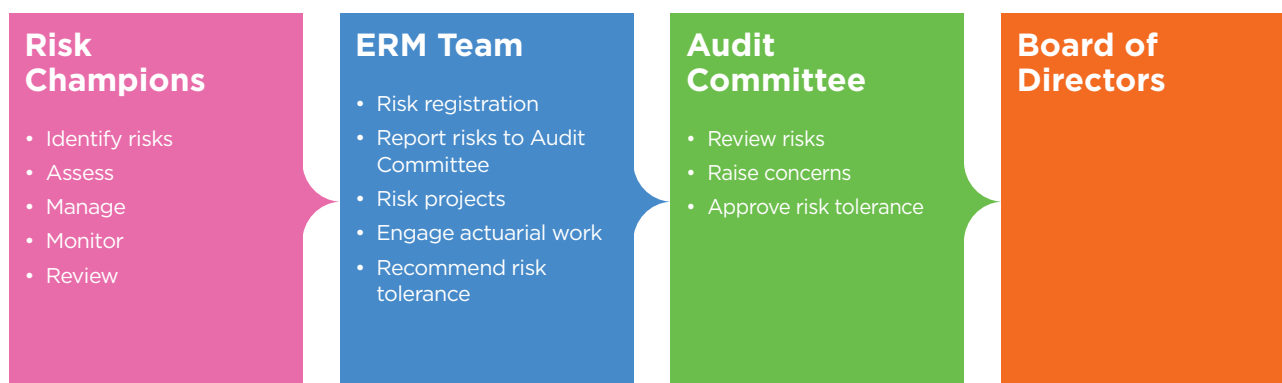 Risk
Champions
• Identify risks
• Assess
• Manage
• Monitor
• Review
ERM Team
• Risk registration
• Report risks to Audit
Committee
• Risk projects
• Engage actuarial work
• Recommend risk
tolerance
Audit
Committee
• Review risks
• Raise concerns
• Approve risk tolerance
Board of
Directors